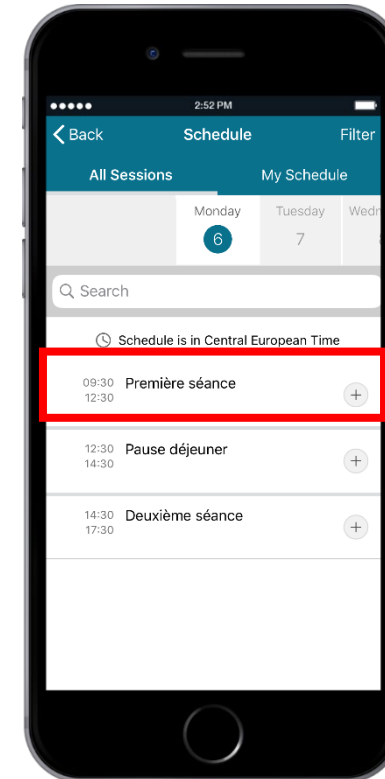 2:52 PM
Back Schedule Filter
All Sessions My Schedule
Monday Tuesday
6 7
Search
Schedule is in Central European Time
09:30 Première séance
12:30
+
12:30 Pause déjeuner
14:30
+
14:30 Deuxième séance
17:30
+